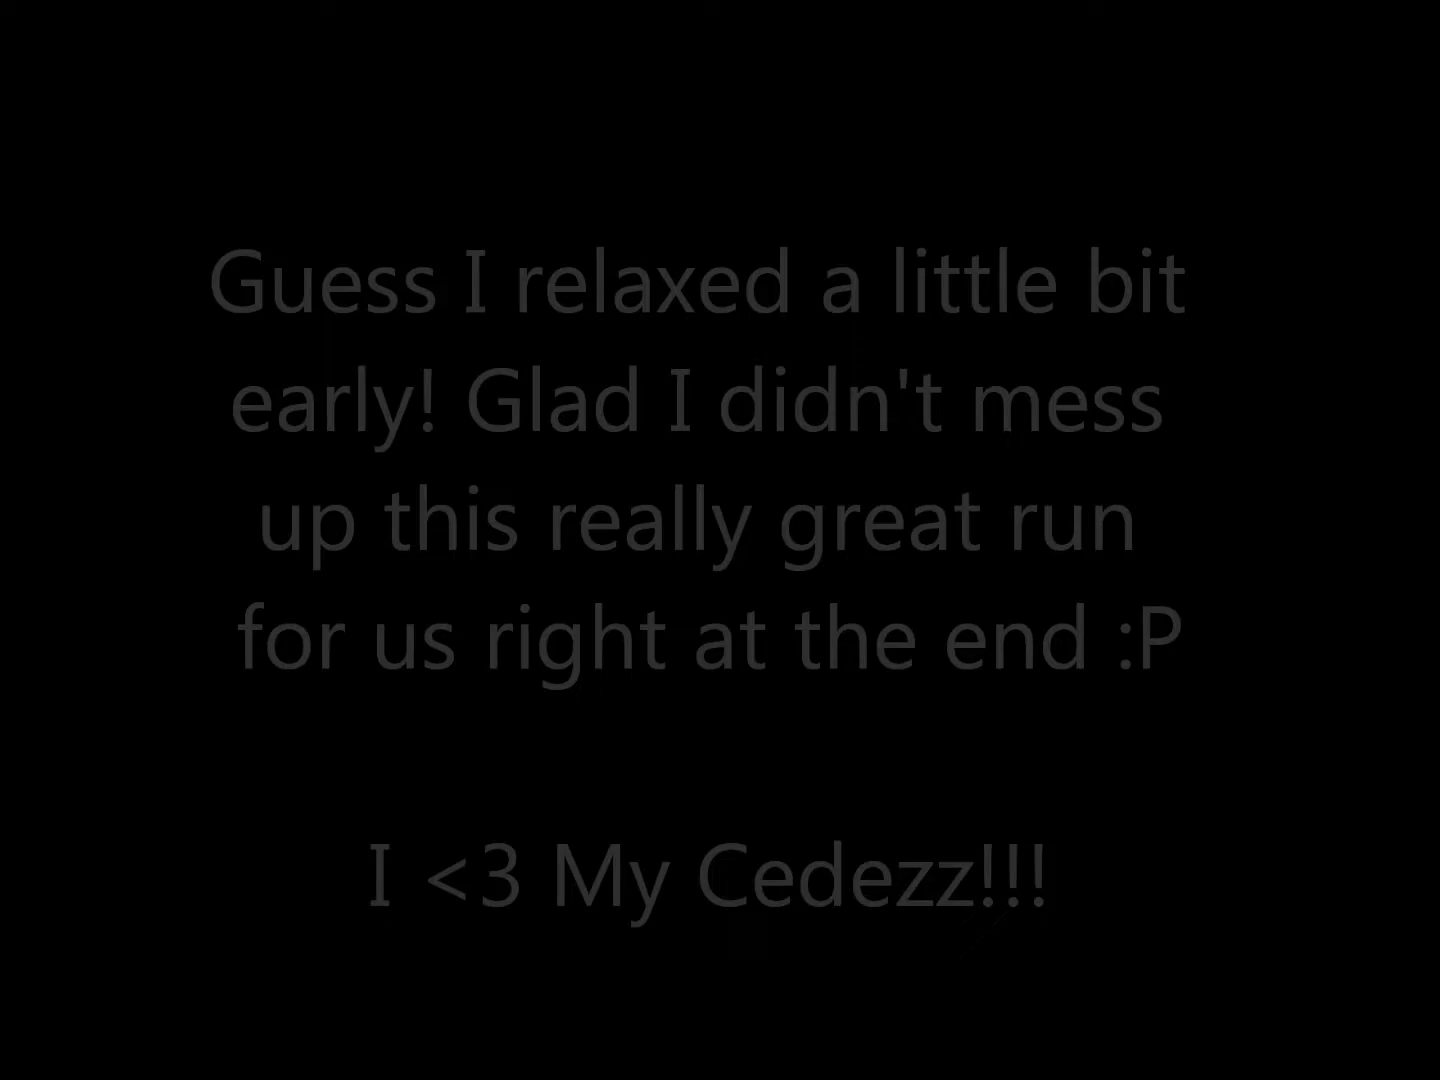 Guess I relaxed a little bit
early! Glad I didn't mess
up this really great run
for us right at the end :P
I <3 My Cedezz!!!